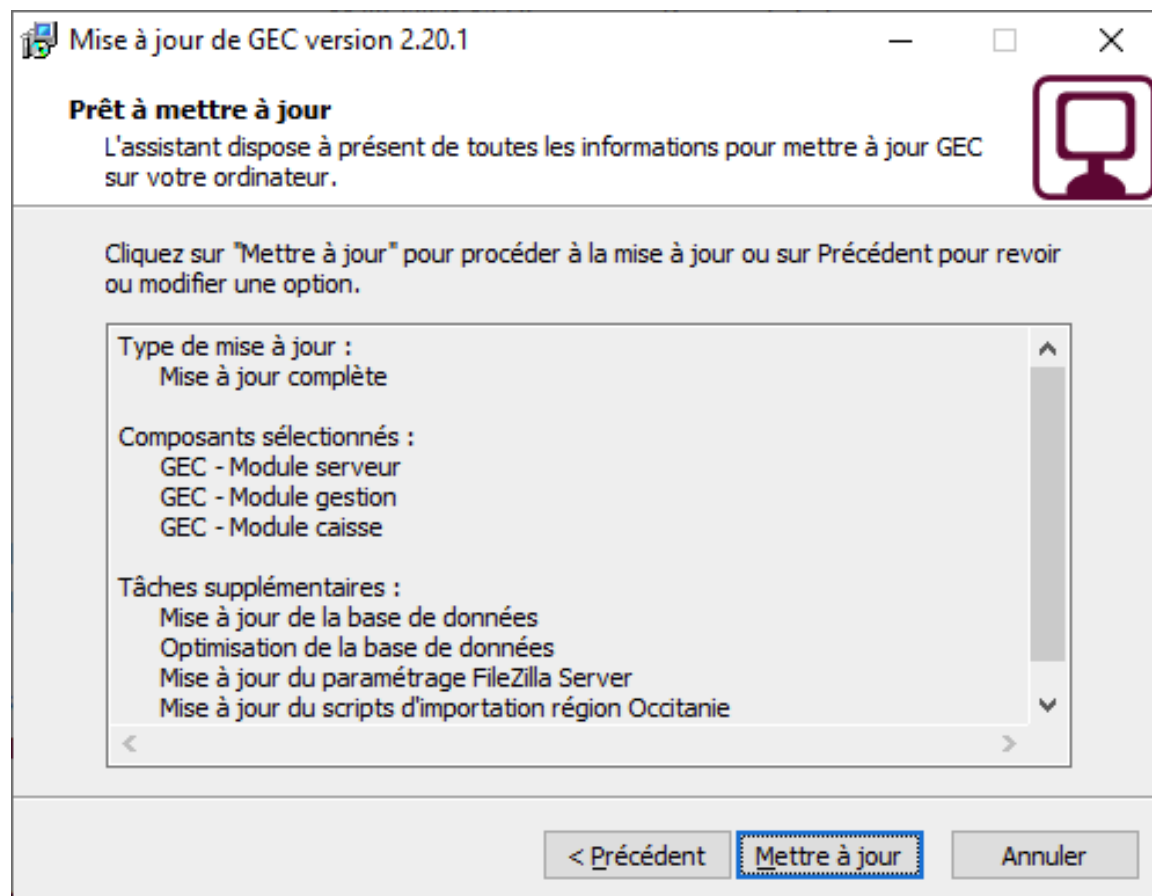 Mise à jour de GEC version 2.20.1
Prêt à mettre à jour
L'assistant dispose à présent de toutes les informations pour mettre à jour GEC
sur votre ordinateur.
Cliquez sur "Mettre à jour" pour procéder à la mise à jour ou sur Précédent pour revoir
ou modifier une option.
Type de mise à jour :
Mise à jour complète
Composants sélectionnés :
GEC - Module serveur
GEC - Module gestion
GEC - Module caisse
Tâches supplémentaires :
Mise à jour de la base de données
Optimisation de la base de données
Mise à jour du paramétrage FileZilla Server
Mise à jour du scripts d'importation région Occitanie
< Précédent
Mettre à jour
Annuler